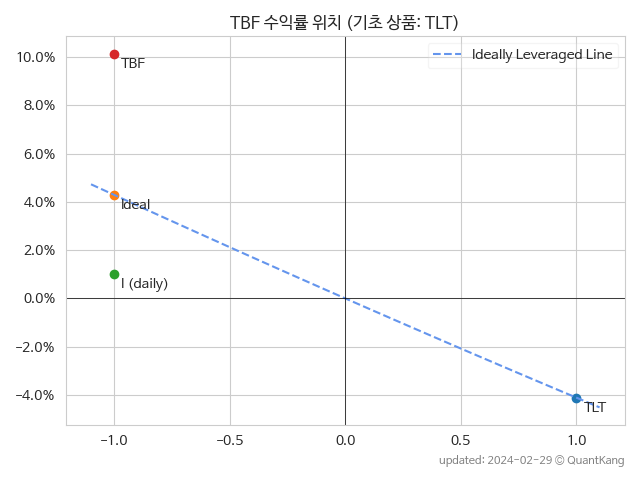 TBF 수익률 위치 (기초 상품: TLT)
Ideally Leveraged Line
10.0%
8.0%
6.0%
4.0%
2.0%
0.0%
−2.0%
−4.0%
TBF
Ideal
I (daily)
TLT
−1.0
−0.5
0.0
0.5
1.0
updated: 2024-02-29 © QuantKang